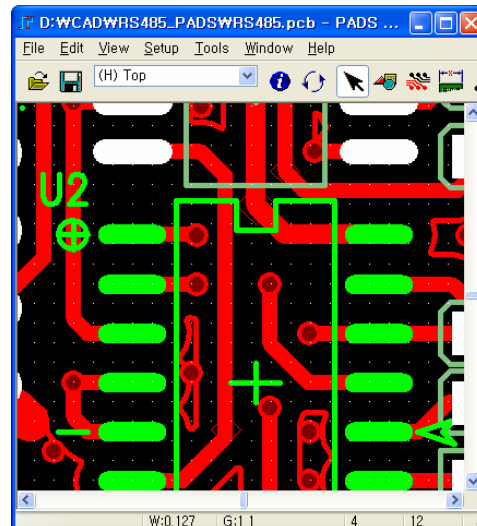 D:₩CAD₩RS485_PADS₩RS485.pcb - PADS ...
File Edit View Setup Tools Window Help
(H) Top
U2
W:0.127 G:1 1 4 12